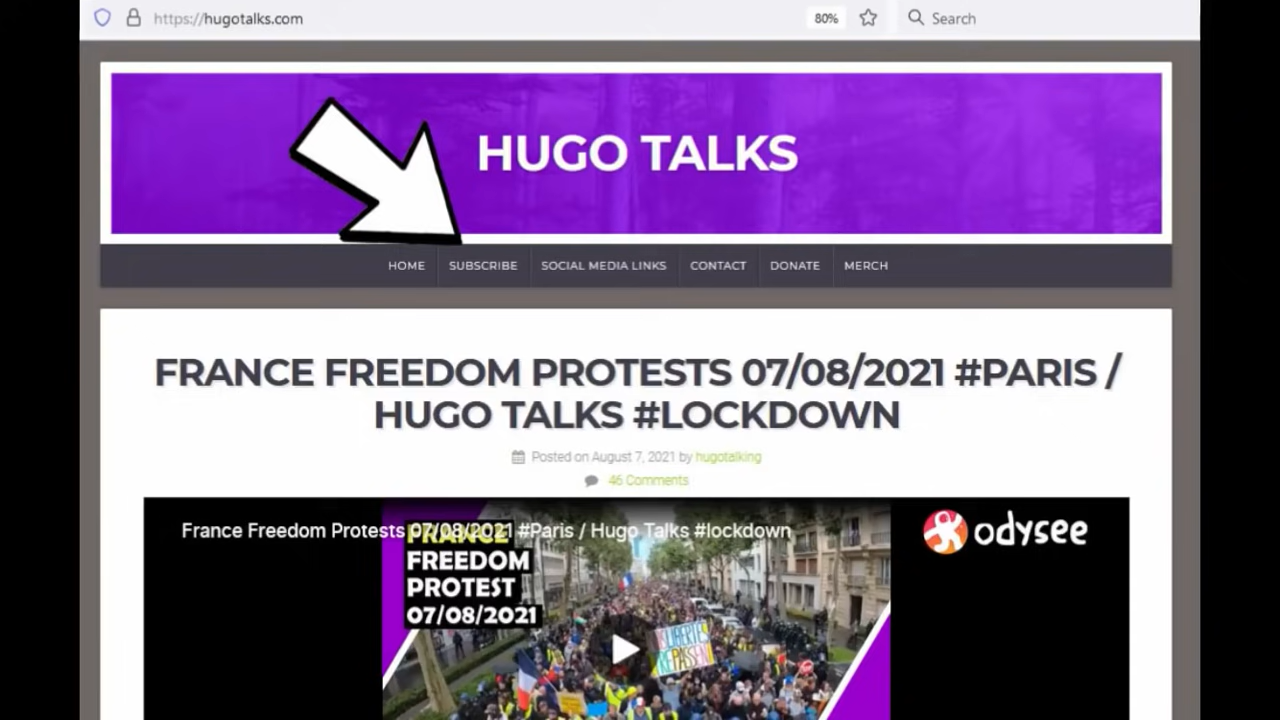 https://hugotalks.com
80%
Search
HUGO TALKS
HOME
SUBSCRIBE
SOCIAL MEDIA LINKS
CONTACT
DONATE
MERCH
FRANCE FREEDOM PROTESTS 07/08/2021 #PARIS /
HUGO TALKS #LOCKDOWN
Posted on August 7, 2021 by hugotalking
46 Comments
France Freedom Protests 07/08/2021 #Paris / Hugo Talks #lockdown
odysee
FRANCE
FREEDOM
PROTEST
07/08/2021
LIBERTÉ